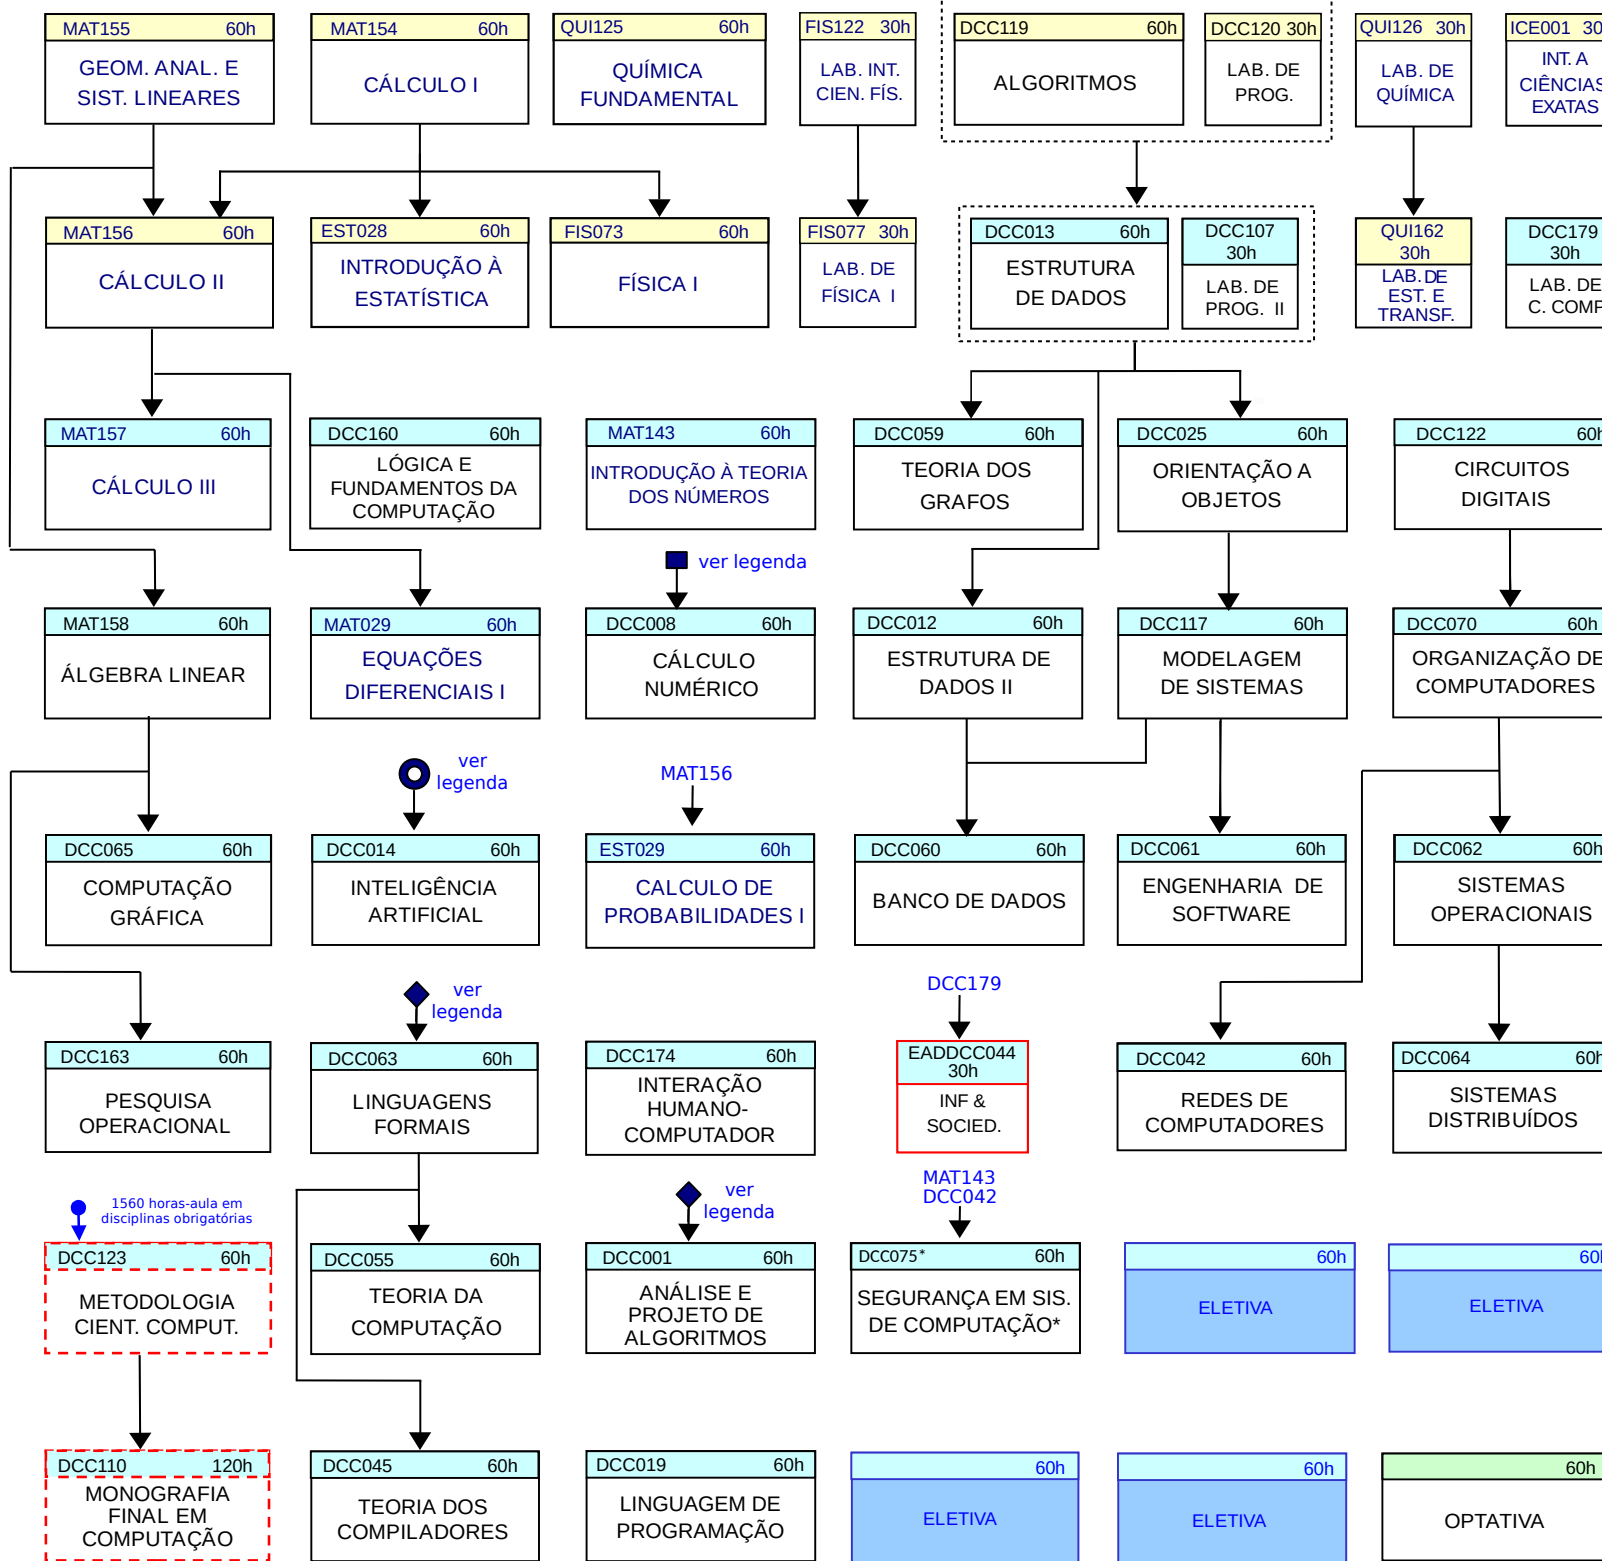 MAT155 60h
GEOM. ANAL. E
SIST. LINEARES
MAT154 60h
CÁLCULO I
QUI125 60h
QUÍMICA
FUNDAMENTAL
FIS122 30h
LAB. INT.
CIEN. FÍS.
DCC119 60h
ALGORITMOS
DCC120 30h
LAB. DE
PROG.
QUI126 30h
LAB. DE
QUÍMICA
ICE001 30
INT. A
CIÊNCIAS
EXATAS
MAT156 60h
CÁLCULO II
EST028 60h
INTRODUÇÃO À
ESTATÍSTICA
FIS073 60h
FÍSICA I
FIS077 30h
LAB. DE
FÍSICA I
DCC013 60h
ESTRUTURA
DE DADOS
DCC107
30h
LAB. DE
PROG. II
QUI162
30h
LAB.DE
EST. E
TRANSF.
DCC179
30h
LAB. DE
C. COMP
MAT157 60h
CÁLCULO III
DCC160 60h
LÓGICA E
FUNDAMENTOS DA
COMPUTAÇÃO
MAT143 60h
INTRODUÇÃO À TEORIA
DOS NÚMEROS
DCC059 60h
TEORIA DOS
GRAFOS
DCC025 60h
ORIENTAÇÃO A
OBJETOS
DCC122 60h
CIRCUITOS
DIGITAIS
ver legenda
MAT158 60h
ÁLGEBRA LINEAR
MAT029 60h
EQUAÇÕES
DIFERENCIAIS I
DCC008 60h
CÁLCULO
NUMÉRICO
DCC012 60h
ESTRUTURA DE
DADOS II
DCC117 60h
MODELAGEM
DE SISTEMAS
DCC070 60h
ORGANIZAÇÃO DE
COMPUTADORES
ver
legenda
MAT156
DCC065 60h
COMPUTAÇÃO
GRÁFICA
DCC014 60h
INTELIGÊNCIA
ARTIFICIAL
EST029 60h
CALCULO DE
PROBABILIDADES I
DCC060 60h
BANCO DE DADOS
DCC061 60h
ENGENHARIA DE
SOFTWARE
DCC062 60h
SISTEMAS
OPERACIONAIS
ver
legenda
DCC179
DCC163 60h
PESQUISA
OPERACIONAL
DCC063 60h
LINGUAGENS
FORMAIS
DCC174 60h
INTERAÇÃO
HUMANO-
COMPUTADOR
EADDCC044
30h
INF &
SOCIED.
DCC042 60h
REDES DE
COMPUTADORES
DCC064 60h
SISTEMAS
DISTRIBUÍDOS
1560 horas-aula em
disciplinas obrigatórias
ver
legenda
MAT143
DCC042
DCC123 60h
METODOLOGIA
CIENT. COMPUT.
DCC055 60h
TEORIA DA
COMPUTAÇÃO
DCC001 60h
ANÁLISE E
PROJETO DE
ALGORITMOS
DCC075* 60h
SEGURANÇA EM SIS.
DE COMPUTAÇÃO*
60h
ELETIVA
60h
ELETIVA
DCC110 120h
MONOGRAFIA
FINAL EM
COMPUTAÇÃO
DCC045 60h
TEORIA DOS
COMPILADORES
DCC019 60h
LINGUAGEM DE
PROGRAMAÇÃO
60h
ELETIVA
60h
ELETIVA
60h
OPTATIVA